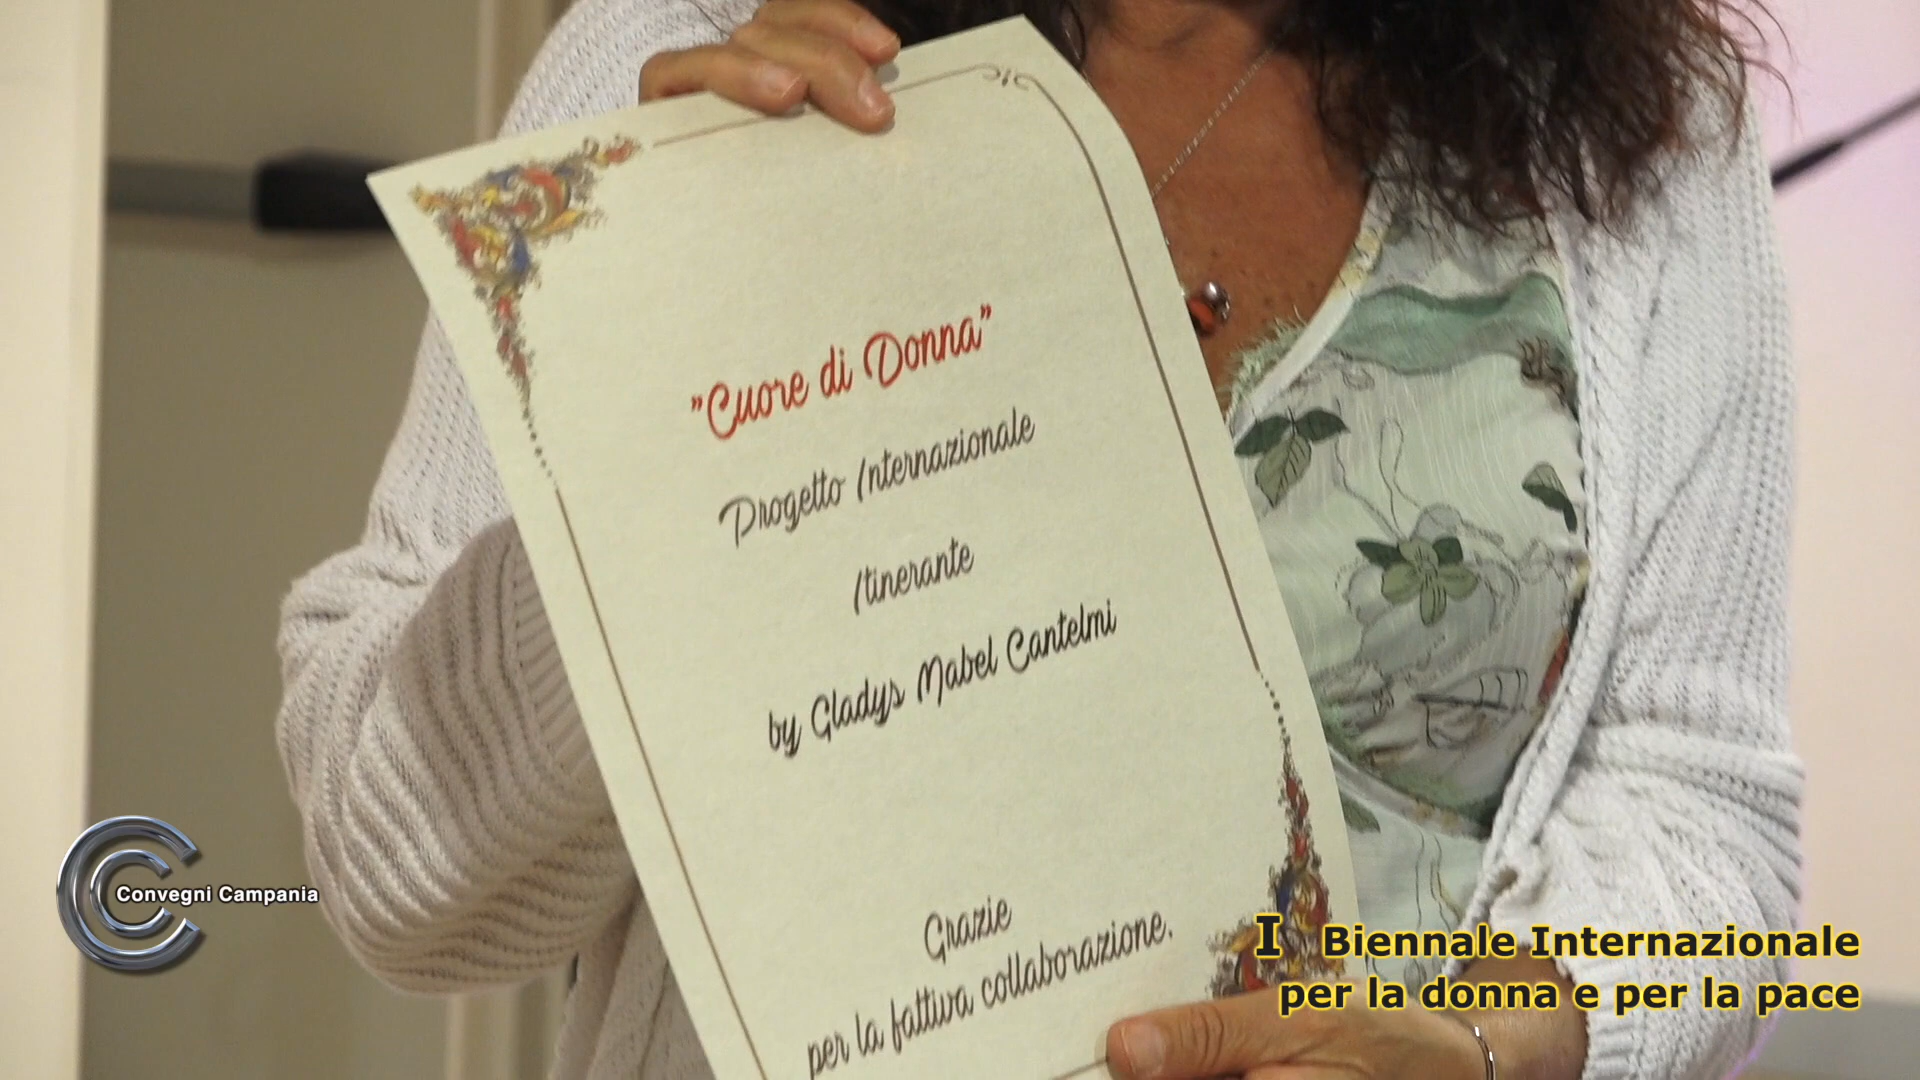 "Cuore di Donna"
Progetto Internazionale
Itinerante
by Gladys Mabel Cantelmi
Grazie
per la fattiva collaborazione.
Convegni Campania
I Biennale Internazionale
per la donna e per la pace